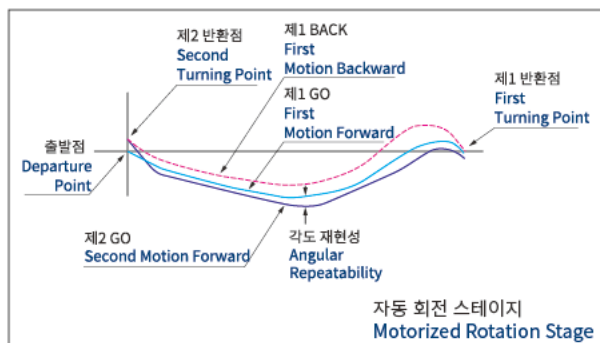 제2 반환점
Second
Turning Point
제1 BACK
First
Motion Backward
제1 GO
First
Motion Forward
제1 반환점
First
Turning Point
출발점
Departure
Point
제2 GO
Second Motion Forward
각도 재현성
Angular
Repeatability
자동 회전 스테이지
Motorized Rotation Stage